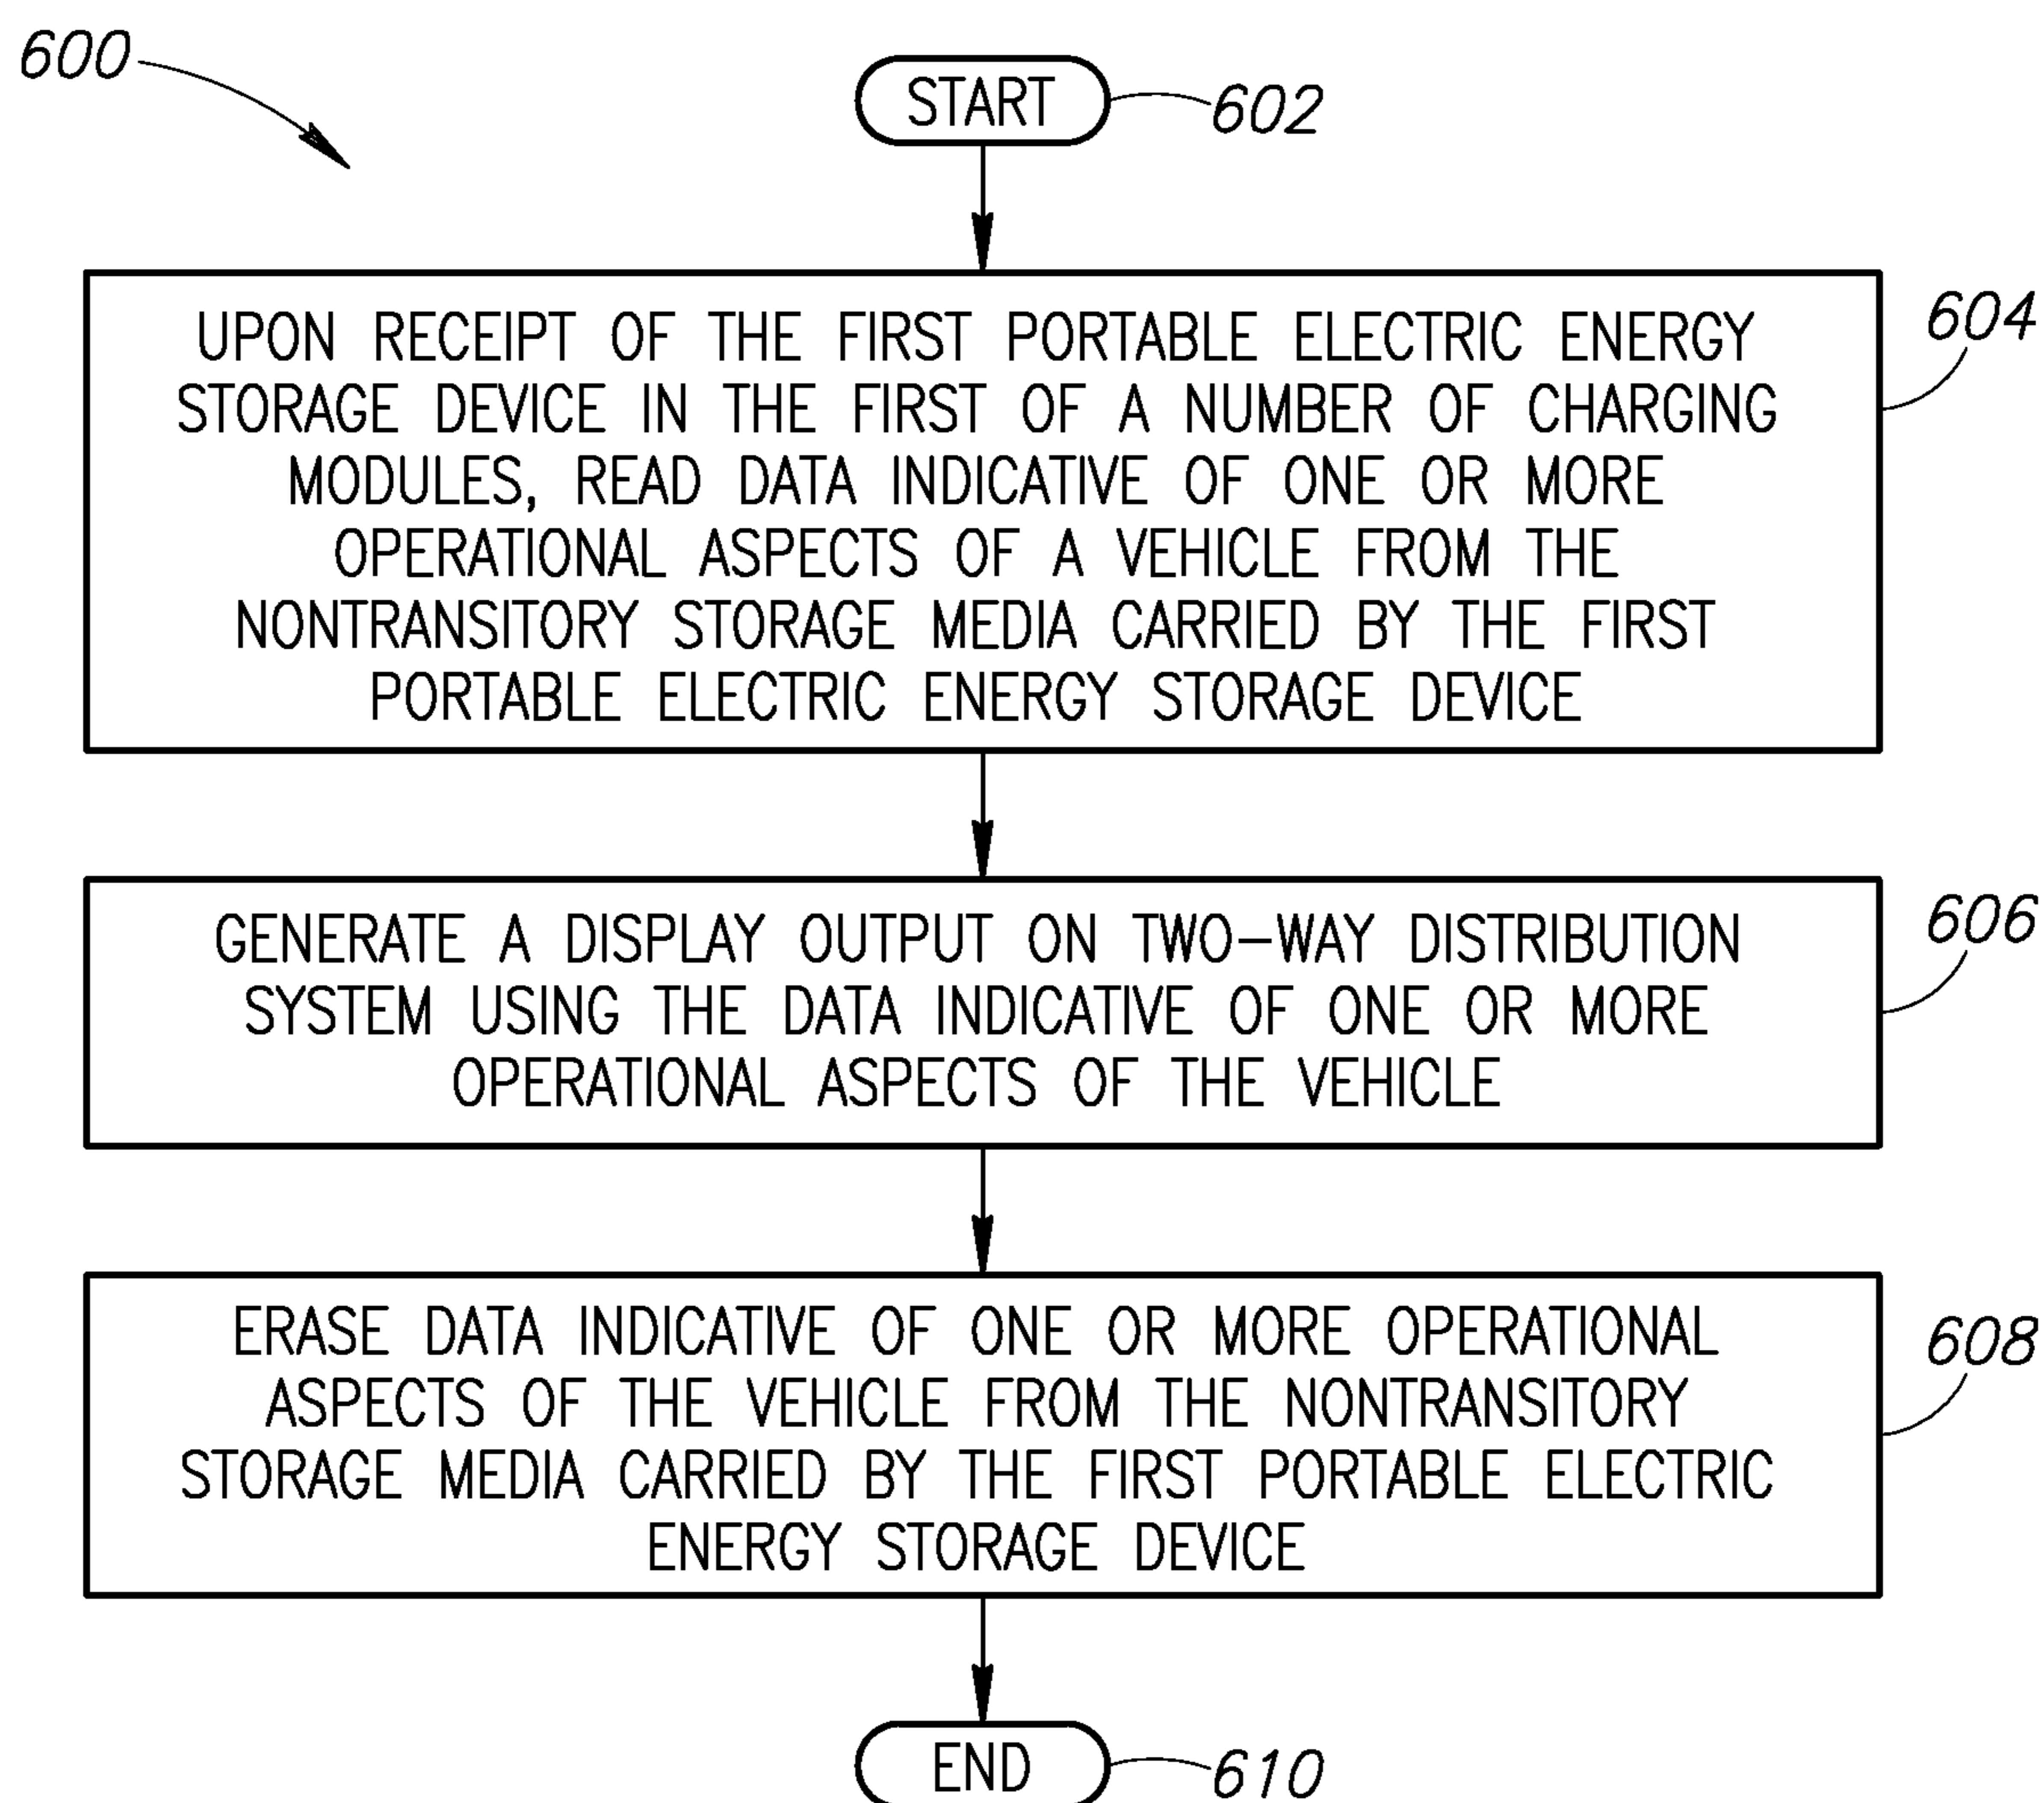 600
START
602
UPON RECEIPT OF THE FIRST PORTABLE ELECTRIC ENERGY
STORAGE DEVICE IN THE FIRST OF A NUMBER OF CHARGING
MODULES, READ DATA INDICATIVE OF ONE OR MORE
OPERATIONAL ASPECTS OF A VEHICLE FROM THE
NONTRANSITORY STORAGE MEDIA CARRIED BY THE FIRST
PORTABLE ELECTRIC ENERGY STORAGE DEVICE
604
GENERATE A DISPLAY OUTPUT ON TWO-WAY DISTRIBUTION
SYSTEM USING THE DATA INDICATIVE OF ONE OR MORE
OPERATIONAL ASPECTS OF THE VEHICLE
606
ERASE DATA INDICATIVE OF ONE OR MORE OPERATIONAL
ASPECTS OF THE VEHICLE FROM THE NONTRANSITORY
STORAGE MEDIA CARRIED BY THE FIRST PORTABLE ELECTRIC
ENERGY STORAGE DEVICE
608
END
610